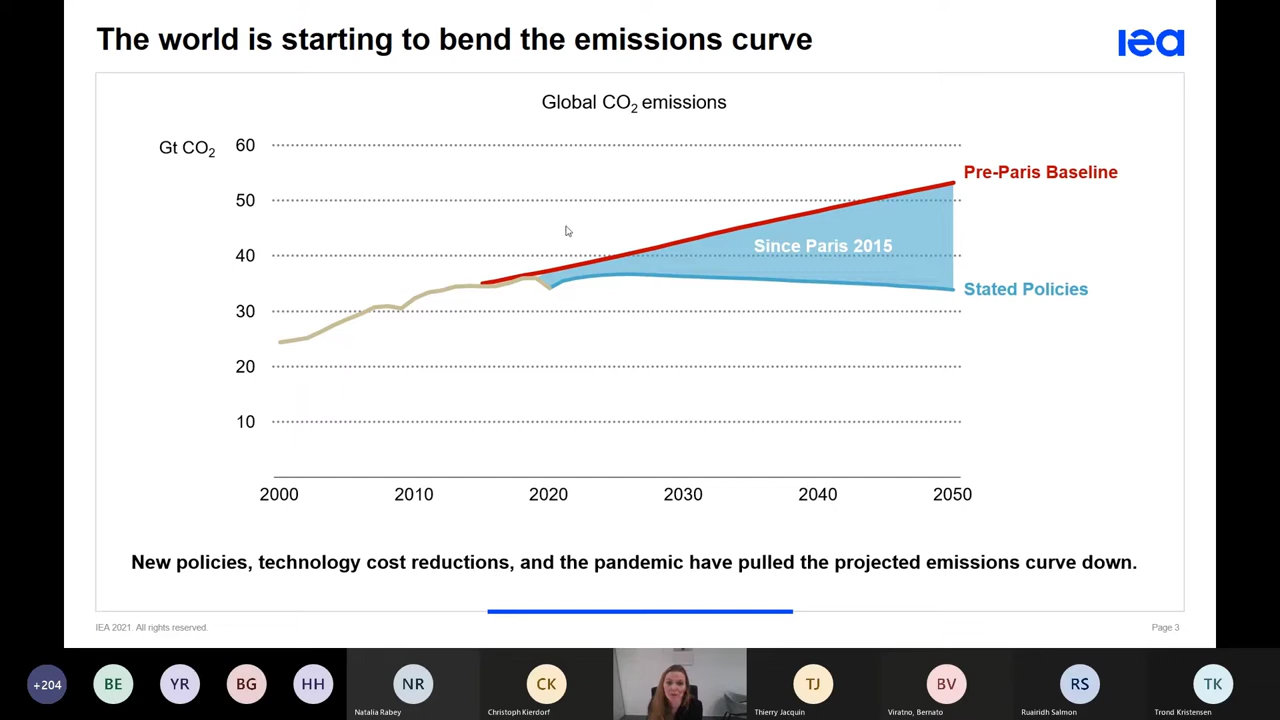 The world is starting to bend the emissions curve
iea
Global CO2 emissions
Gt CO2
60
50
40
30
20
10
Pre-Paris Baseline
Since Paris 2015
Stated Policies
2000 2010 2020 2030 2040 2050
New policies, technology cost reductions, and the pandemic have pulled the projected emissions curve down.
IEA 2021. All rights reserved.
Page 3
+204 BE YR BG HH NR CK TJ BV RS TK
Natalia Rabey
Christoph Kierdorf
Thierry Jacquin
Viratno, Bernato
Ruairidh Salmon
Trond Kristensen